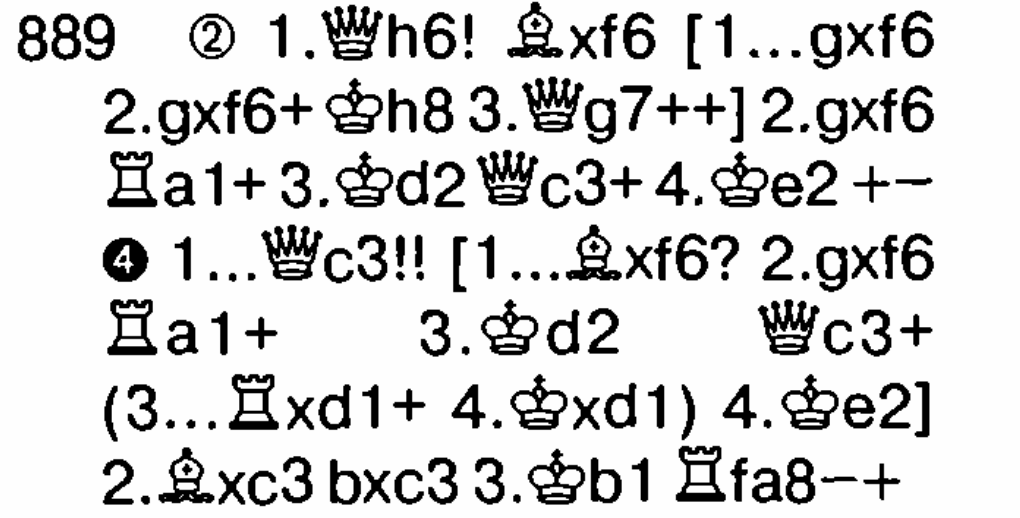 889 ② 1.♕h6! ♗xf6 [1...gxf6
2.gxf6+ ♔h8 3.♕g7++] 2.gxf6
♖a1+ 3.♔d2 ♕c3+ 4.♔e2 +−
❹ 1...♕c3!! [1...♗xf6? 2.gxf6
♖a1+ 3.♔d2 ♕c3+
(3...♖xd1+ 4.♔xd1) 4.♔e2]
2.♗xc3 bxc3 3.♔b1 ♖fa8−+